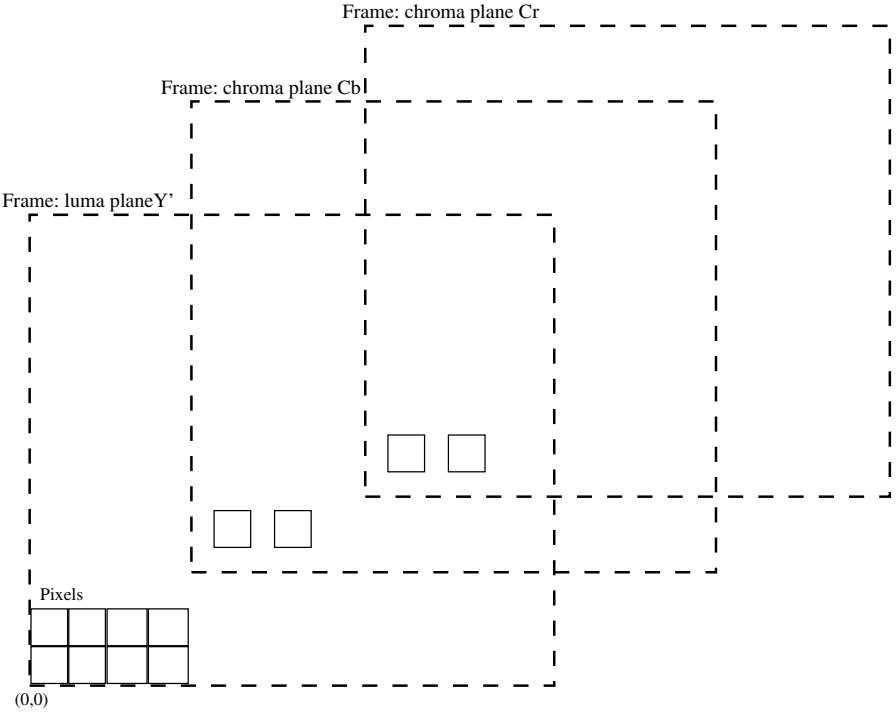 Frame: chroma plane Cr
Frame: chroma plane Cb
Frame: luma planeY’
Pixels
(0,0)